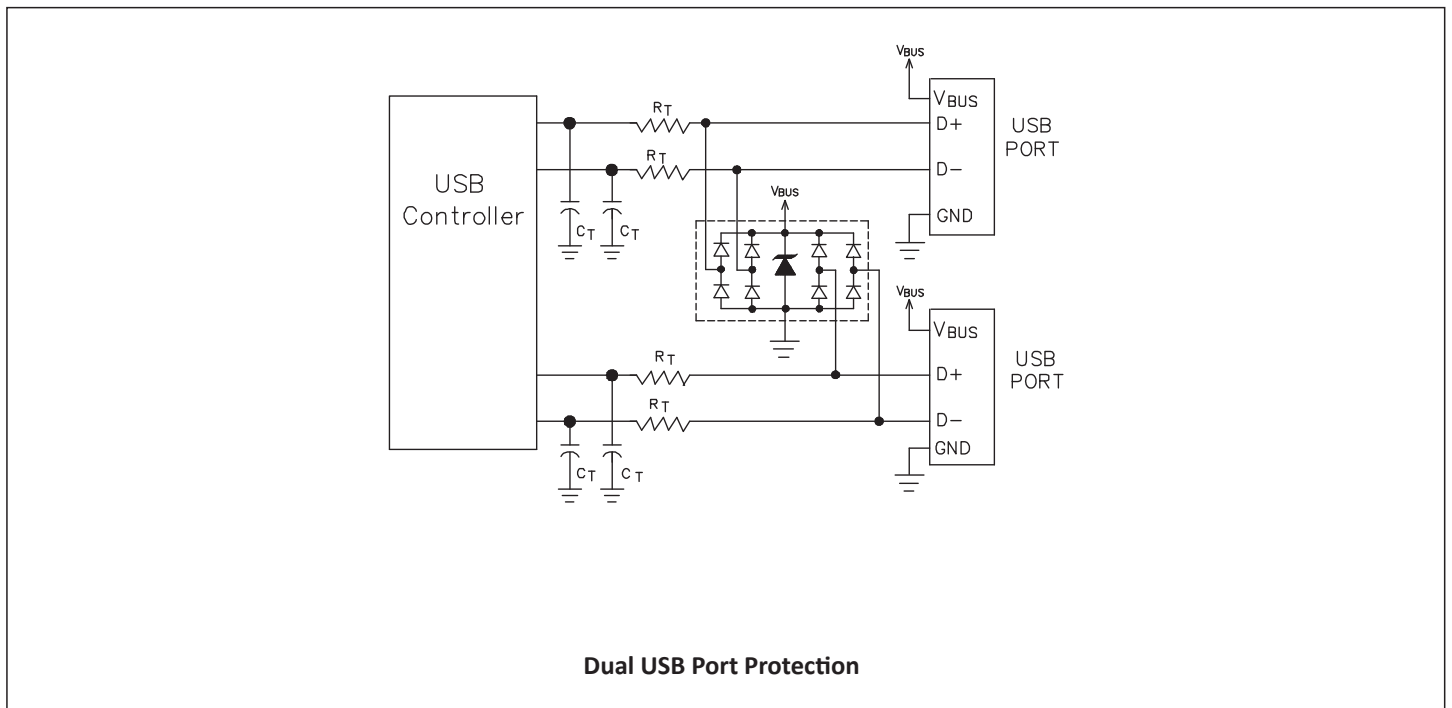 VBUS
RT
VBUS
D+
USB
PORT
RT
D−
USB
Controller
VBUS
GND
CT
CT
VBUS
VBUS
USB
PORT
RT
D+
RT
D−
GND
CT
CT
Dual USB Port Protection